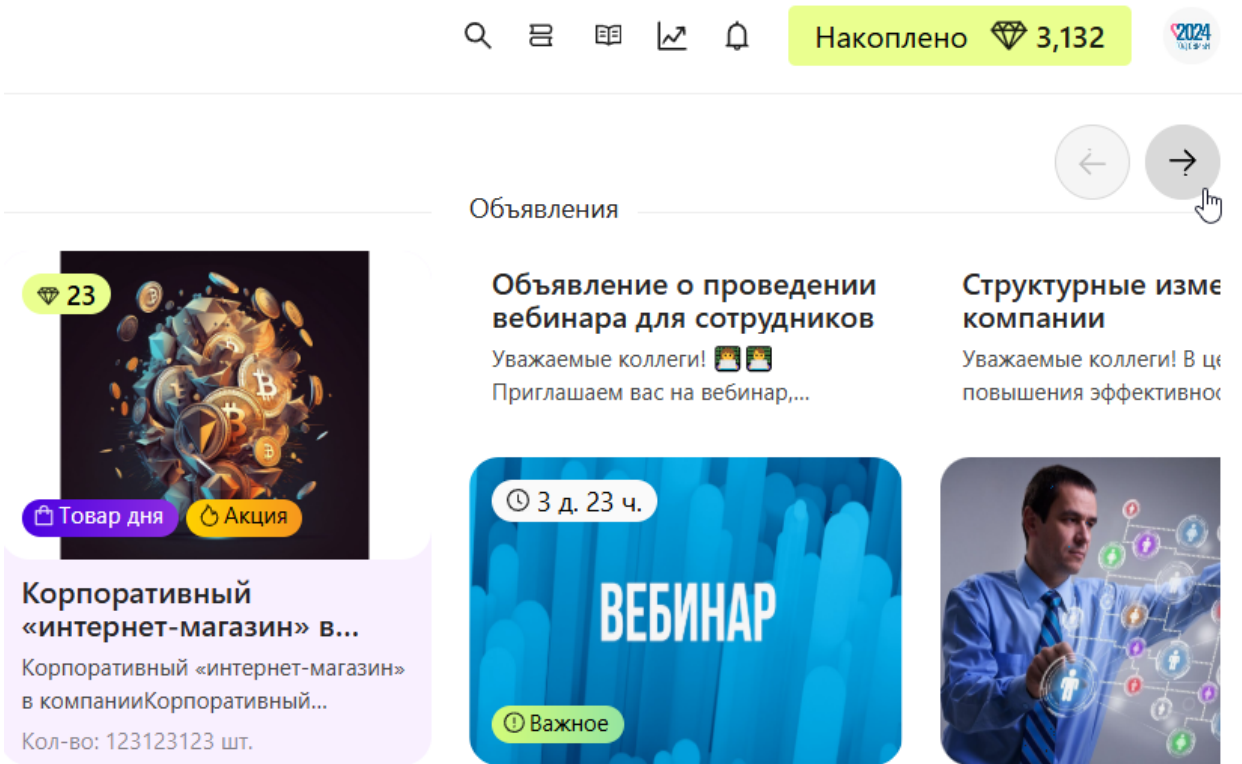 Накоплено 3,132
2024
Объявления
23
Товар дня
Акция
Корпоративный
«интернет-магазин» в...
Корпоративный «интернет-магазин»
в компанииКорпоративный...
Кол-во: 123123123 шт.
Объявление о проведении
вебинара для сотрудников
Уважаемые коллеги!
Приглашаем вас на вебинар,...
3 д. 23 ч.
ВЕБИНАР
Важное
Структурные изме
компании
Уважаемые коллеги! В це
повышения эффективнос